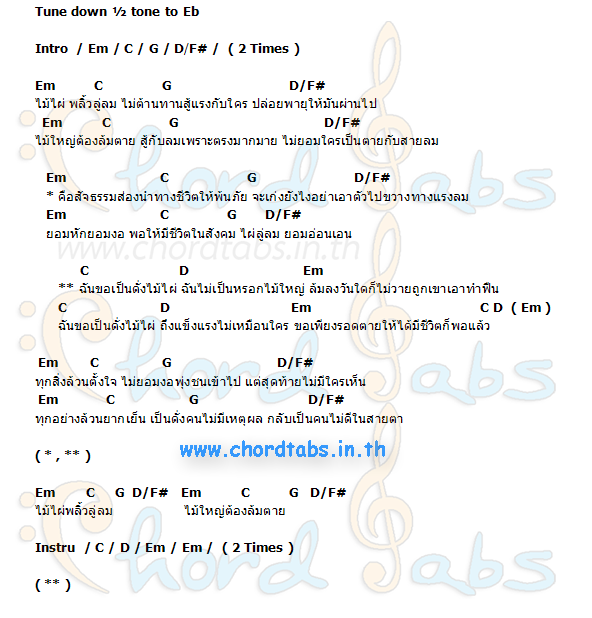 Tune down ½ tone to Eb
Intro / Em / C / G / D/F# / ( 2 Times )
Em C G D/F#
ไม้ไผ่ พลิ้วลู่ลม ไม่ต้านทานสู้แรงกับใคร ปล่อยพายุให้มันผ่านไป
Em C G D/F#
ไม้ใหญ่ต้องล้มตาย สู้กับลมเพราะตรงมากมาย ไม่ยอมใครเป็นตายกับสายลม
Em C G D/F#
* คือสัจธรรมส่องนำทางชีวิตให้พ้นภัย จะเก่งยังไงอย่าเอาตัวไปขวางทางแรงลม
Em C G D/F#
ยอมหักยอมงอ พอให้มีชีวิตในสังคม ไผ่ลู่ลม ยอมอ่อนเอน
www.chordtabs.in.th
C D Em
** ฉันขอเป็นดั่งไม้ไผ่ ฉันไม่เป็นหรอกไม้ใหญ่ ล้มลงวันใดก็ไม่วายถูกเขาเอาทำฟืน
C D Em C D ( Em )
ฉันขอเป็นดั่งไม้ไผ่ ถึงแข็งแรงไม่เหมือนใคร ขอเพียงรอดตายให้ได้มีชีวิตก็พอแล้ว
Em C G D/F#
ทุกสิ่งล้วนตั้งใจ ไม่ยอมงอพุ่งชนเข้าไป แต่สุดท้ายไม่มีใครเห็น
Em C G D/F#
ทุกอย่างล้วนยากเย็น เป็นดั่งคนไม่มีเหตุผล กลับเป็นคนไม่ดีในสายตา
( * , ** )
www.chordtabs.in.th
Em C G D/F# Em C G D/F#
ไม้ไผ่พลิ้วลู่ลม ไม้ใหญ่ต้องล้มตาย
Instru / C / D / Em / Em / ( 2 Times )
( ** )
Chord Tabs
Chord Tabs
Chord Tabs